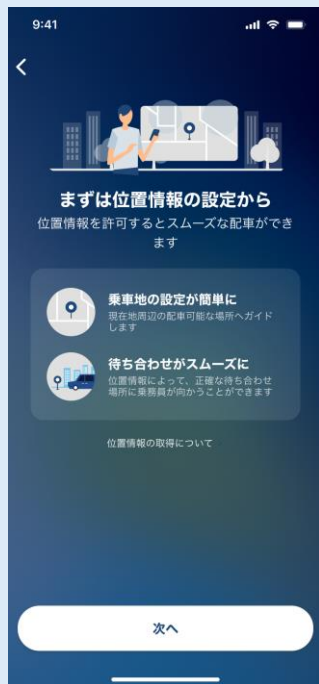 9:41
まずは位置情報の設定から
位置情報を許可するとスムーズな配車ができ
ます
乗車地の設定が簡単に
現在地周辺の配車可能な場所へガイド
します
待ち合わせがスムーズに
位置情報によって、正確な待ち合わせ
場所に乗務員が向かうことができます
位置情報の取得について
次へ